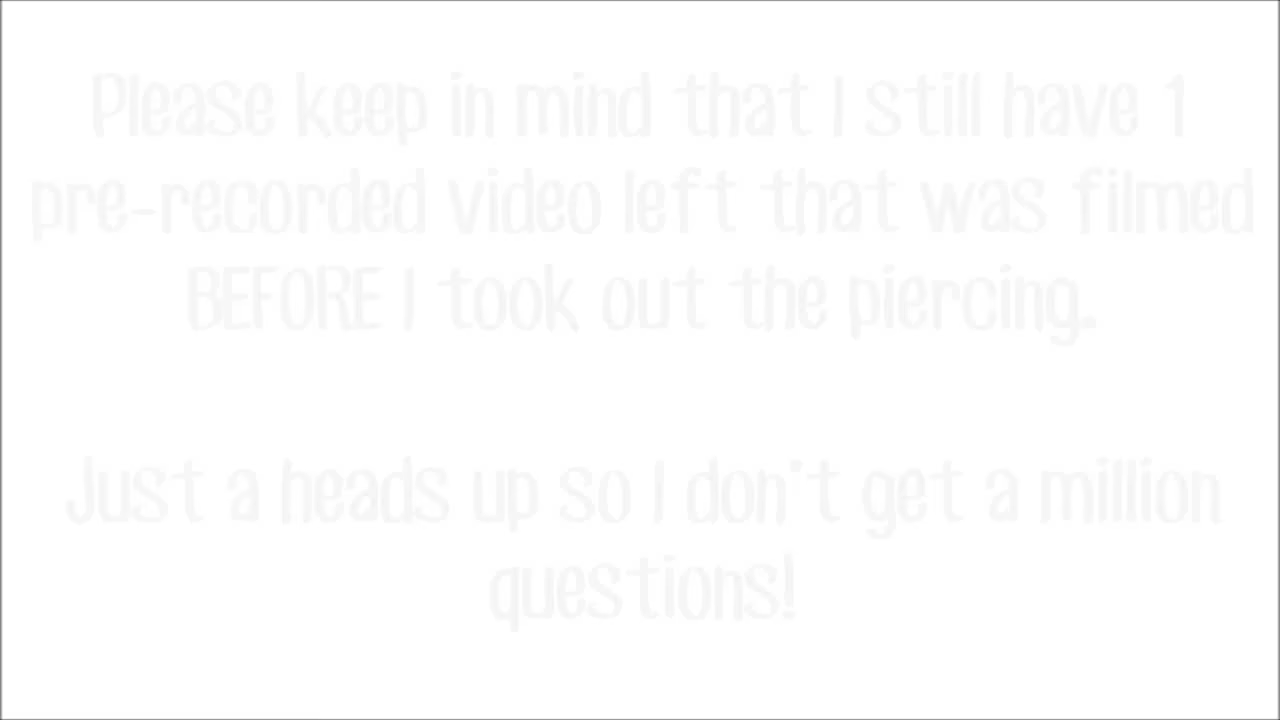 Please keep in mind that I still have 1
pre-recorded video left that was filmed
BEFORE I took out the piercing.
Just a heads up so I don't get a million
questions!